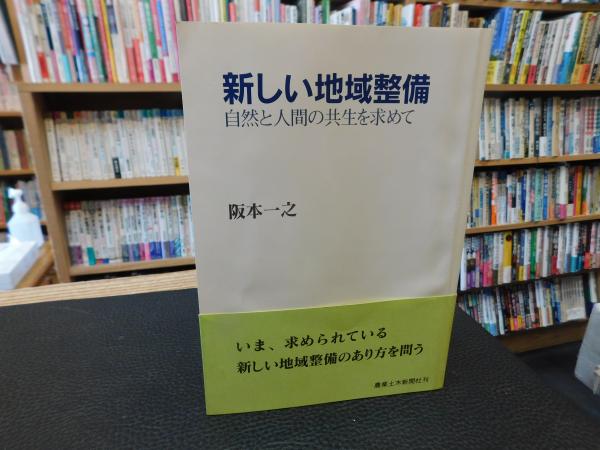 新しい地域整備
自然と人間の共生を求めて
阪本一之
いま、求められている
新しい地域整備のあり方を問う
農業土木新聞社刊